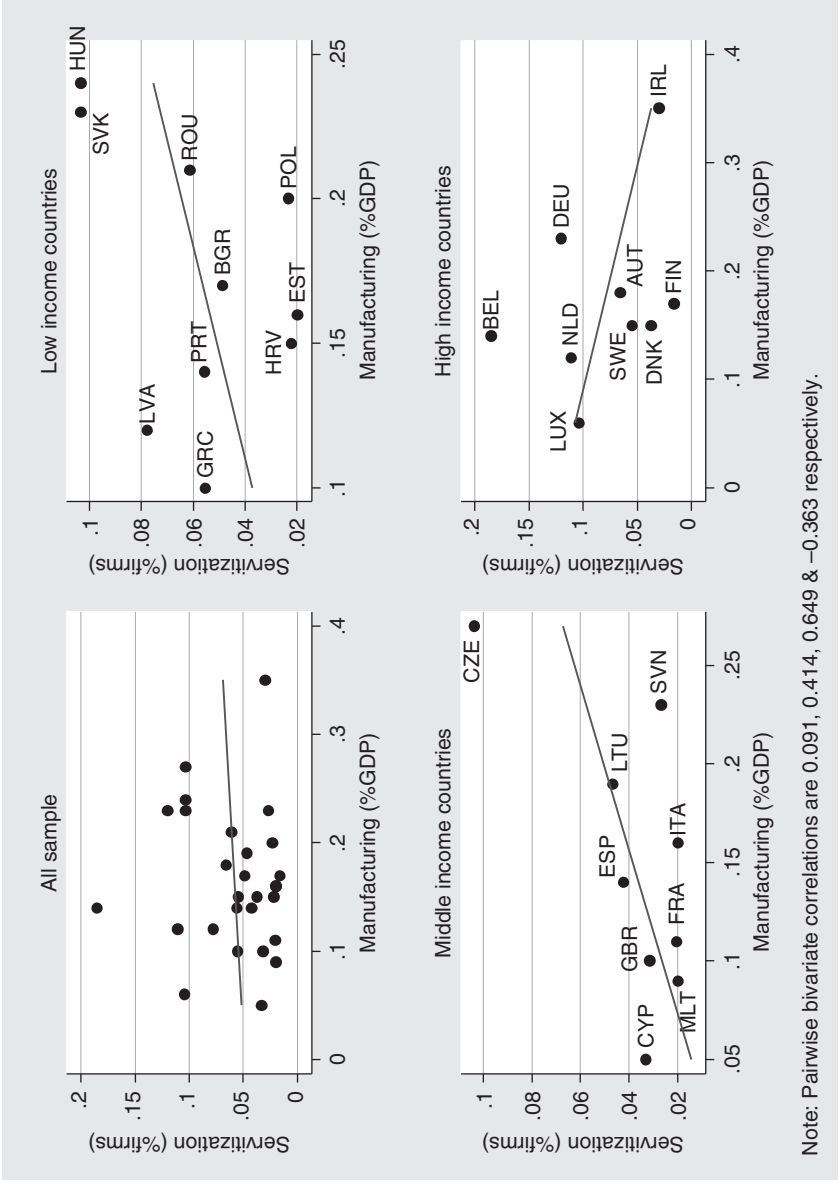 All sample
.2
.15
.1
.05
0
Servitization (%firms)
0
.1
.2
.3
.4
Manufacturing (%GDP)
Low income countries
.1
.08
.06
.04
.02
Servitization (%firms)
HUN
SVK
LVA
ROU
PRT
GRC
BGR
POL
HRV
EST
.1
.15
.2
.25
Manufacturing (%GDP)
Middle income countries
.1
.08
.06
.04
.02
Servitization (%firms)
CZE
LTU
ESP
GBR
CYP
SVN
FRA
ITA
MLT
.05
.1
.15
.2
.25
Manufacturing (%GDP)
High income countries
.2
.15
.1
.05
0
Servitization (%firms)
BEL
DEU
NLD
LUX
AUT
SWE
DNK
FIN
IRL
0
.1
.2
.3
.4
Manufacturing (%GDP)
Note: Pairwise bivariate correlations are 0.091, 0.414, 0.649 & –0.363 respectively.